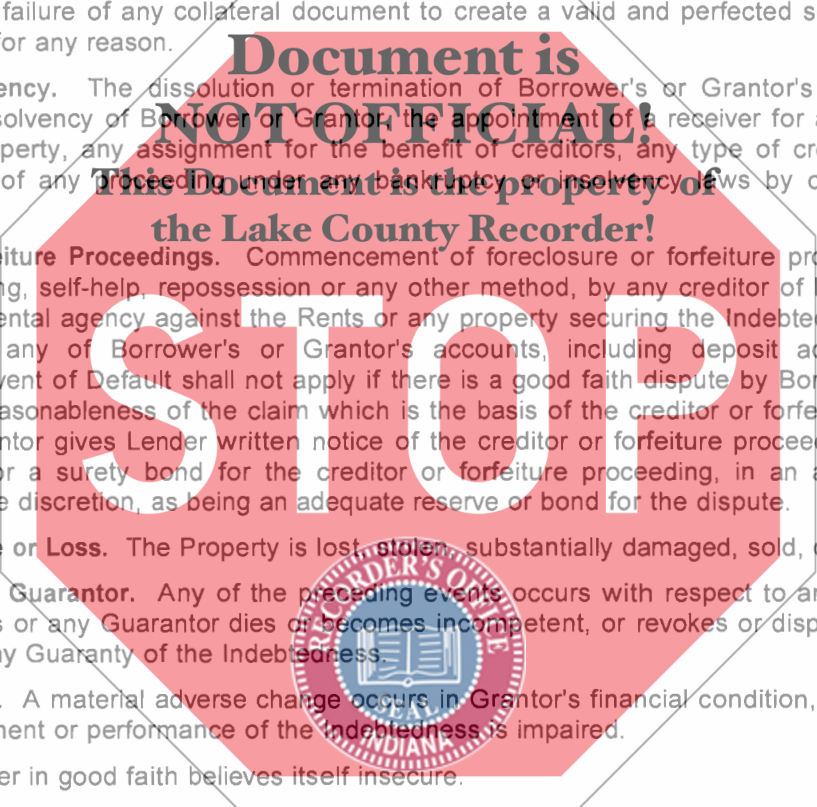 failure of any collateral document to create a valid and perfected s
for any reason.
Document is
ency. The dissolution or termination of Borrower's or Grantor's
solvency of Borrower or Grantor, the appointment of a receiver for
NOT OFFICIAL!
perty, any assignment for the benefit of creditors, any type of cr
of any proceeding under any bankruptcy or insolvency laws by
This Document is the property of
the Lake County Recorder!
iture Proceedings. Commencement of foreclosure or forfeiture pr
ng, self-help, repossession or any other method, by any creditor of
ental agency against the Rents or any property securing the Indebte
any of Borrower's or Grantor's accounts, including deposit ac
vent of Default shall not apply if there is a good faith dispute by Bor
easonableness of the claim which is the basis of the creditor or forfe
ntor gives Lender written notice of the creditor or forfeiture procee
or a surety bond for the creditor or forfeiture proceeding, in an a
e discretion, as being an adequate reserve or bond for the dispute.
STOP
e or Loss. The Property is lost, stolen, substantially damaged, sold,
Guarantor. Any of the preceding events occurs with respect to an
s or any Guarantor dies or becomes incompetent, or revokes or disp
ny Guaranty of the Indebtedness.
. A material adverse change occurs in Grantor's financial condition,
ment or performance of the Indebtedness is impaired.
er in good faith believes itself insecure.
RECORDER'S OFFICE
SEAL
INDIANA